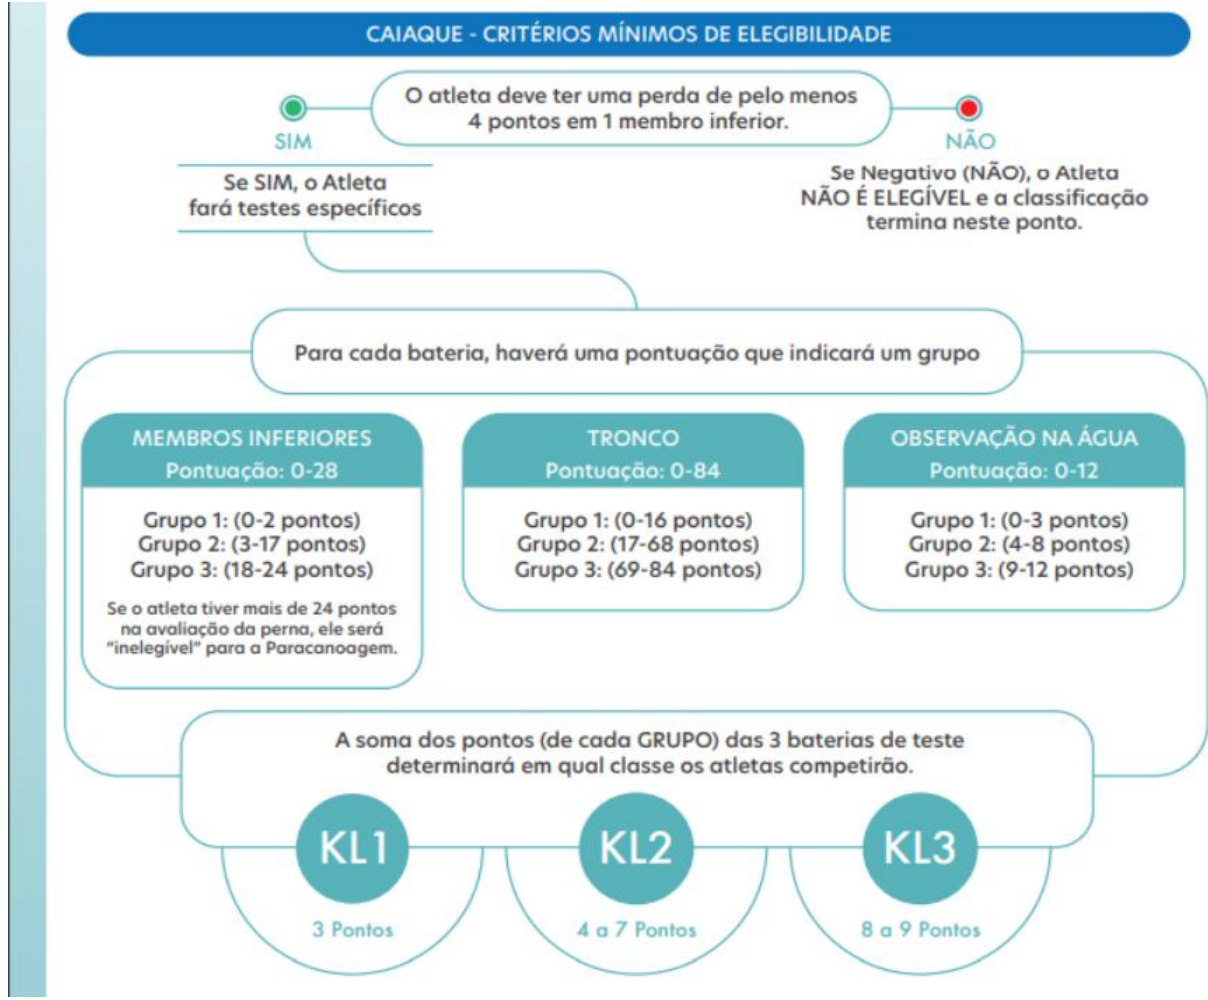 CAIAQUE - CRITÉRIOS MÍNIMOS DE ELEGIBILIDADE
O atleta deve ter uma perda de pelo menos
4 pontos em 1 membro inferior.
SIM
NÃO
Se SIM, o Atleta
fará testes específicos
Se Negativo (NÃO), o Atleta
NÃO É ELEGÍVEL e a classificação
termina neste ponto.
Para cada bateria, haverá uma pontuação que indicará um grupo
MEMBROS INFERIORES
Pontuação: 0-28
Grupo 1: (0-2 pontos)
Grupo 2: (3-17 pontos)
Grupo 3: (18-24 pontos)
Se o atleta tiver mais de 24 pontos
na avaliação da perna, ele será
"inelegível" para a Paracanoagem.
TRONCO
Pontuação: 0-84
Grupo 1: (0-16 pontos)
Grupo 2: (17-68 pontos)
Grupo 3: (69-84 pontos)
OBSERVAÇÃO NA ÁGUA
Pontuação: 0-12
Grupo 1: (0-3 pontos)
Grupo 2: (4-8 pontos)
Grupo 3: (9-12 pontos)
A soma dos pontos (de cada GRUPO) das 3 baterias de teste
determinará em qual classe os atletas competirão.
KL1
3 Pontos
KL2
4 a 7 Pontos
KL3
8 a 9 Pontos